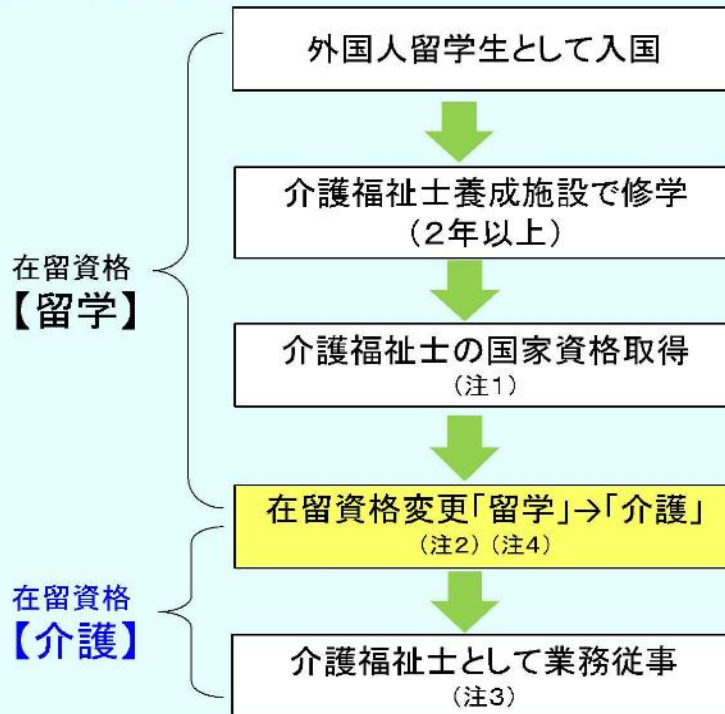 外国人留学生として入国
介護福祉士養成施設で修学
(2年以上)
在留資格
【留学】
介護福祉士の国家資格取得
(注1)
在留資格変更「留学」→「介護」
(注2)(注4)
在留資格
【介護】
介護福祉士として業務従事
(注3)